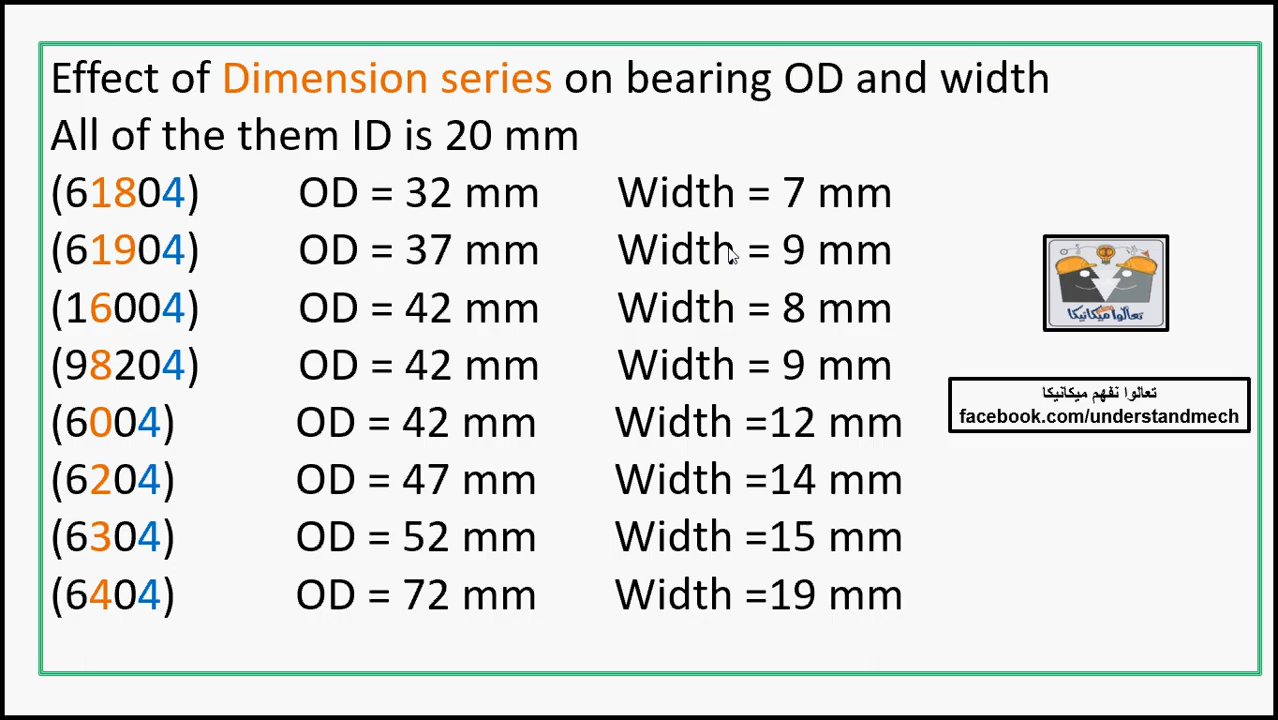 Effect of Dimension series on bearing OD and width
All of the them ID is 20 mm
(61804) OD = 32 mm Width = 7 mm
(61904) OD = 37 mm Width = 9 mm
(16004) OD = 42 mm Width = 8 mm
(98204) OD = 42 mm Width = 9 mm
(6004) OD = 42 mm Width =12 mm
(6204) OD = 47 mm Width =14 mm
(6304) OD = 52 mm Width =15 mm
(6404) OD = 72 mm Width =19 mm
تعالوا ميكانيكا
تعالوا نفهم ميكانيكا
facebook.com/understandmech